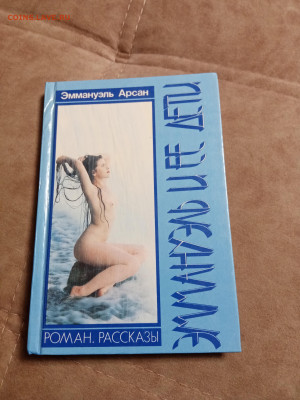 Эммануэль Арсан
ЭММАНУЭЛЬ И ЕЕ ДЕТИ
РОМАН. РАССКАЗЫ